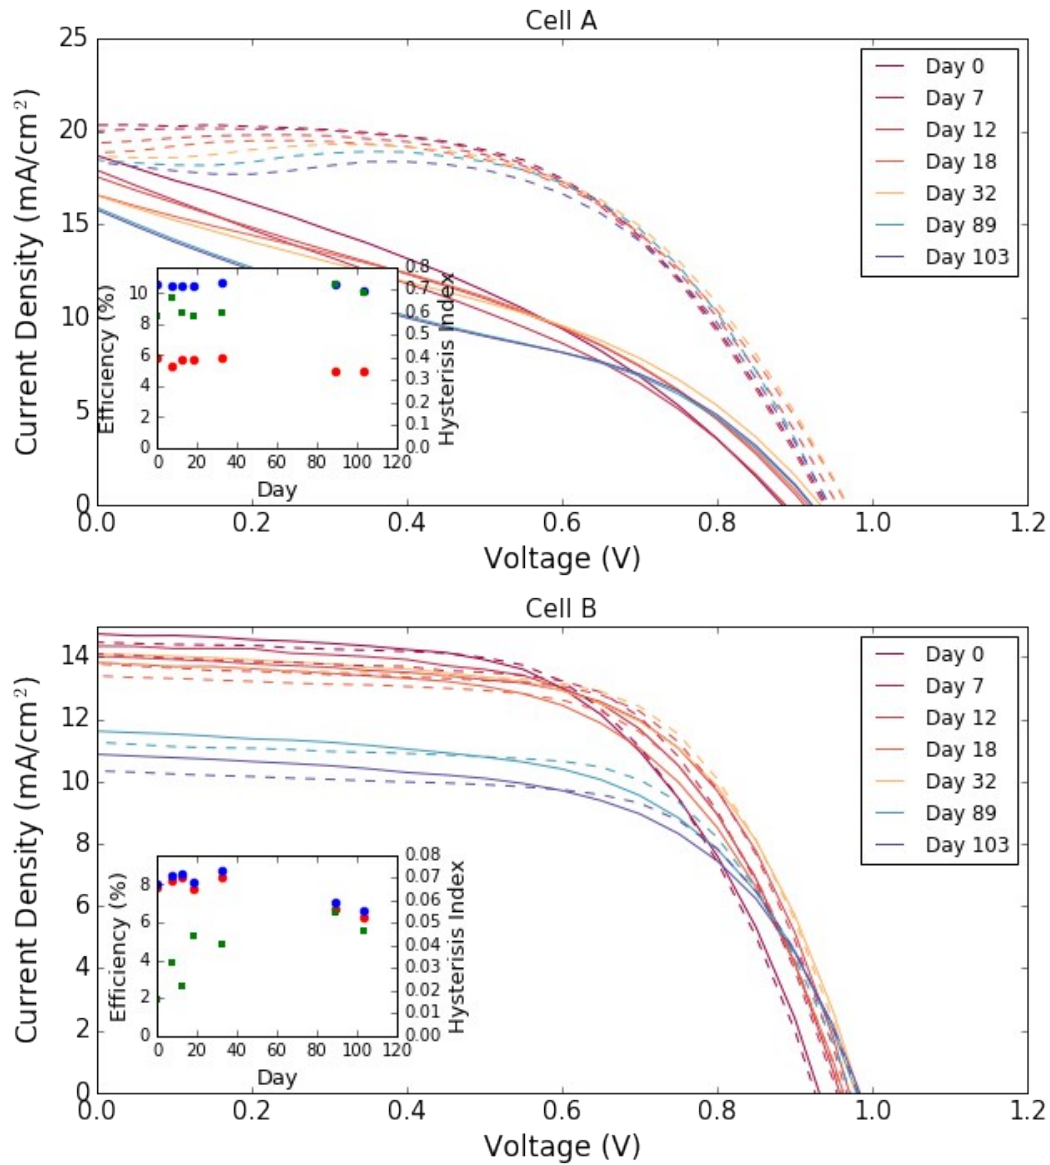 Cell A
25
20
15
10
5
0
Current Density (mA/cm²)
0.0 0.2 0.4 0.6 0.8 1.0 1.2
Voltage (V)
Day 0
Day 7
Day 12
Day 18
Day 32
Day 89
Day 103
10
8
6
4
2
0
Efficiency (%)
0 20 40 60 80 100 120
Day
0.8
0.7
0.6
0.5
0.4
0.3
0.2
0.1
0.0
Hysterisis Index
Cell B
14
12
10
8
6
4
2
0
Current Density (mA/cm²)
0.0 0.2 0.4 0.6 0.8 1.0 1.2
Voltage (V)
Day 0
Day 7
Day 12
Day 18
Day 32
Day 89
Day 103
8
6
4
2
0
Efficiency (%)
0 20 40 60 80 100 120
Day
0.08
0.07
0.06
0.05
0.04
0.03
0.02
0.01
0.00
Hysterisis Index